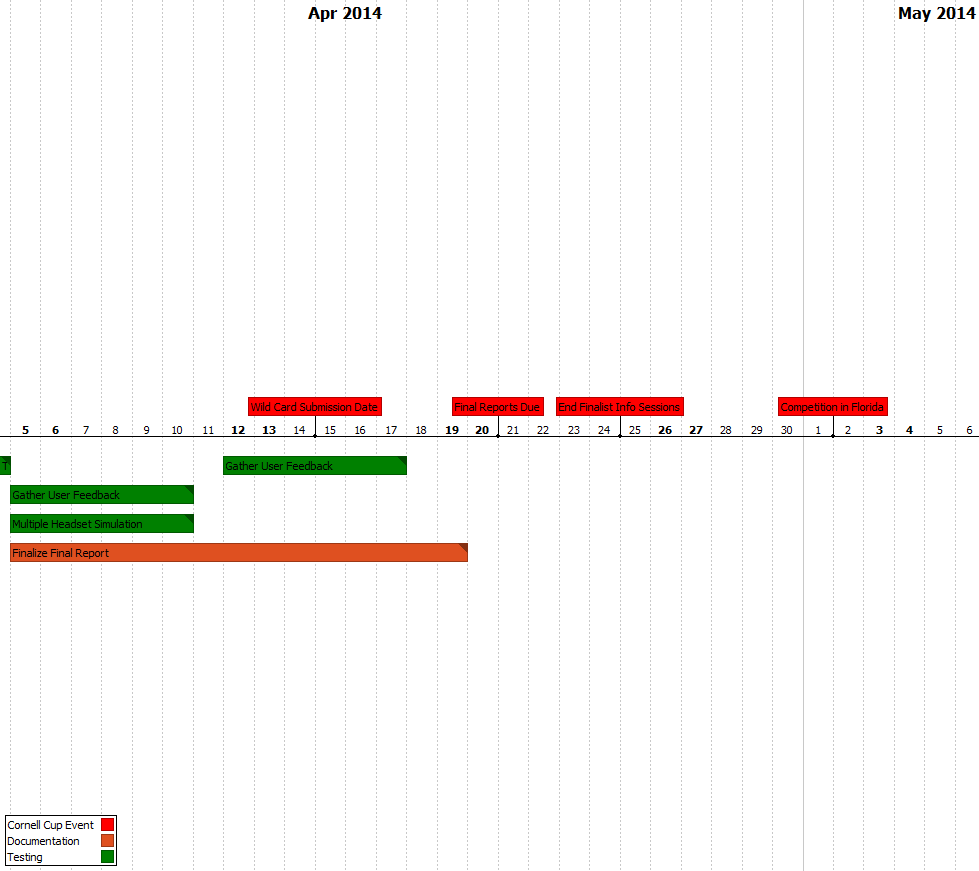 Apr 2014 May 2014
Wild Card Submission Date Final Reports Due End Finalist Info Sessions Competition in Florida
5 6 7 8 9 10 11 12 13 14 15 16 17 18 19 20 21 22 23 24 25 26 27 28 29 30 1 2 3 4 5 6
T Gather User Feedback
Gather User Feedback
Multiple Headset Simulation
Finalize Final Report
Cornell Cup Event
Documentation
Testing